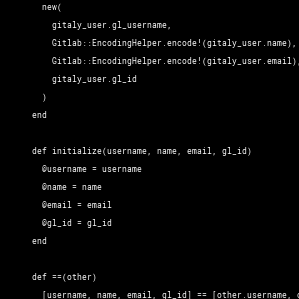 new(
gitaly_user.gl_username,
Gitlab::EncodingHelper.encode!(gitaly_user.name),
Gitlab::EncodingHelper.encode!(gitaly_user.email),
gitaly_user.gl_id
)
end
def initialize(username, name, email, gl_id)
@username = username
@name = name
@email = email
@gl_id = gl_id
end
def ==(other)
[username, name, email, gl_id] == [other.username,